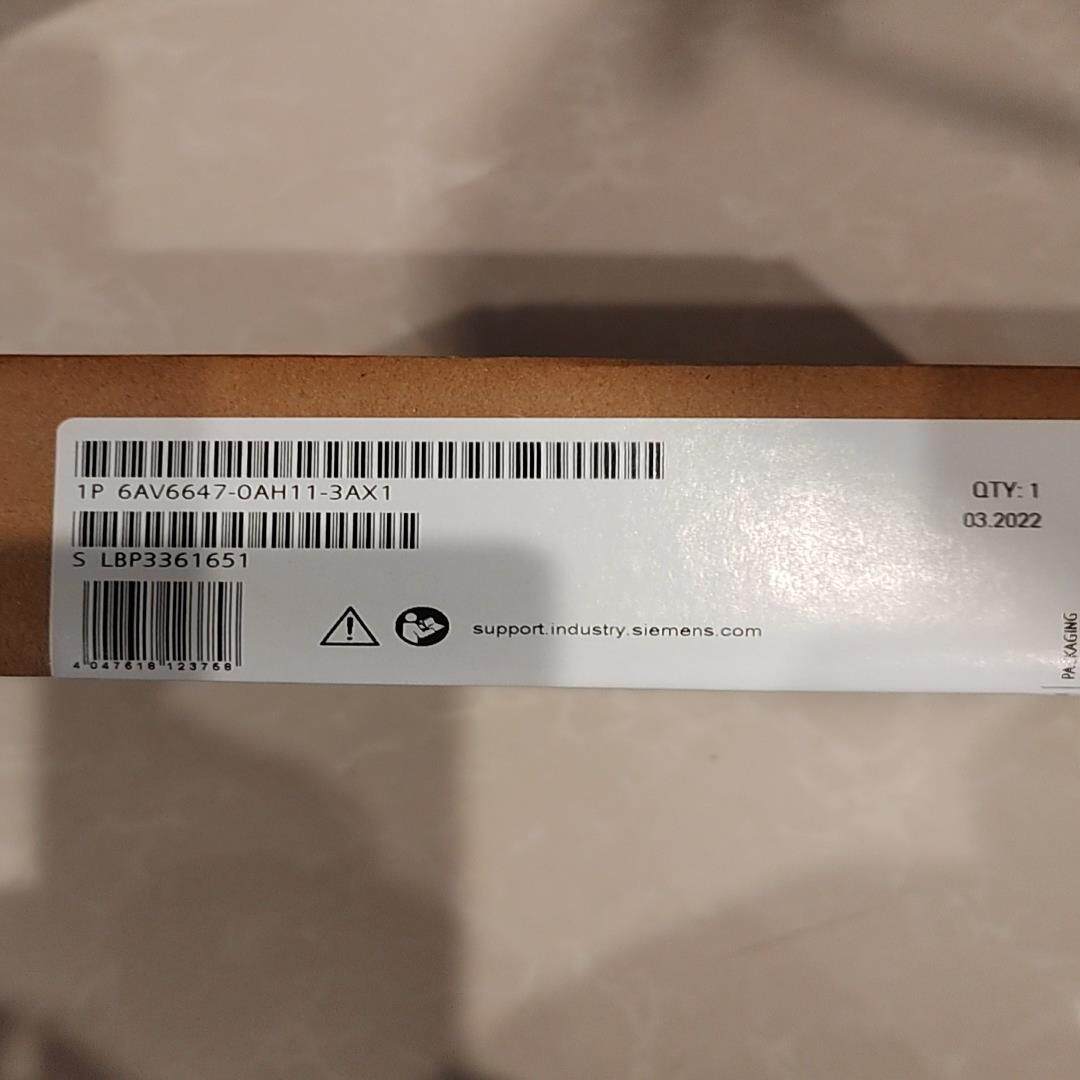 1P 6AV6647-0AH11-3AX1
QTY: 1
03.2022
S LBP3361651
support.industry.siemens.com
4 047618 123768